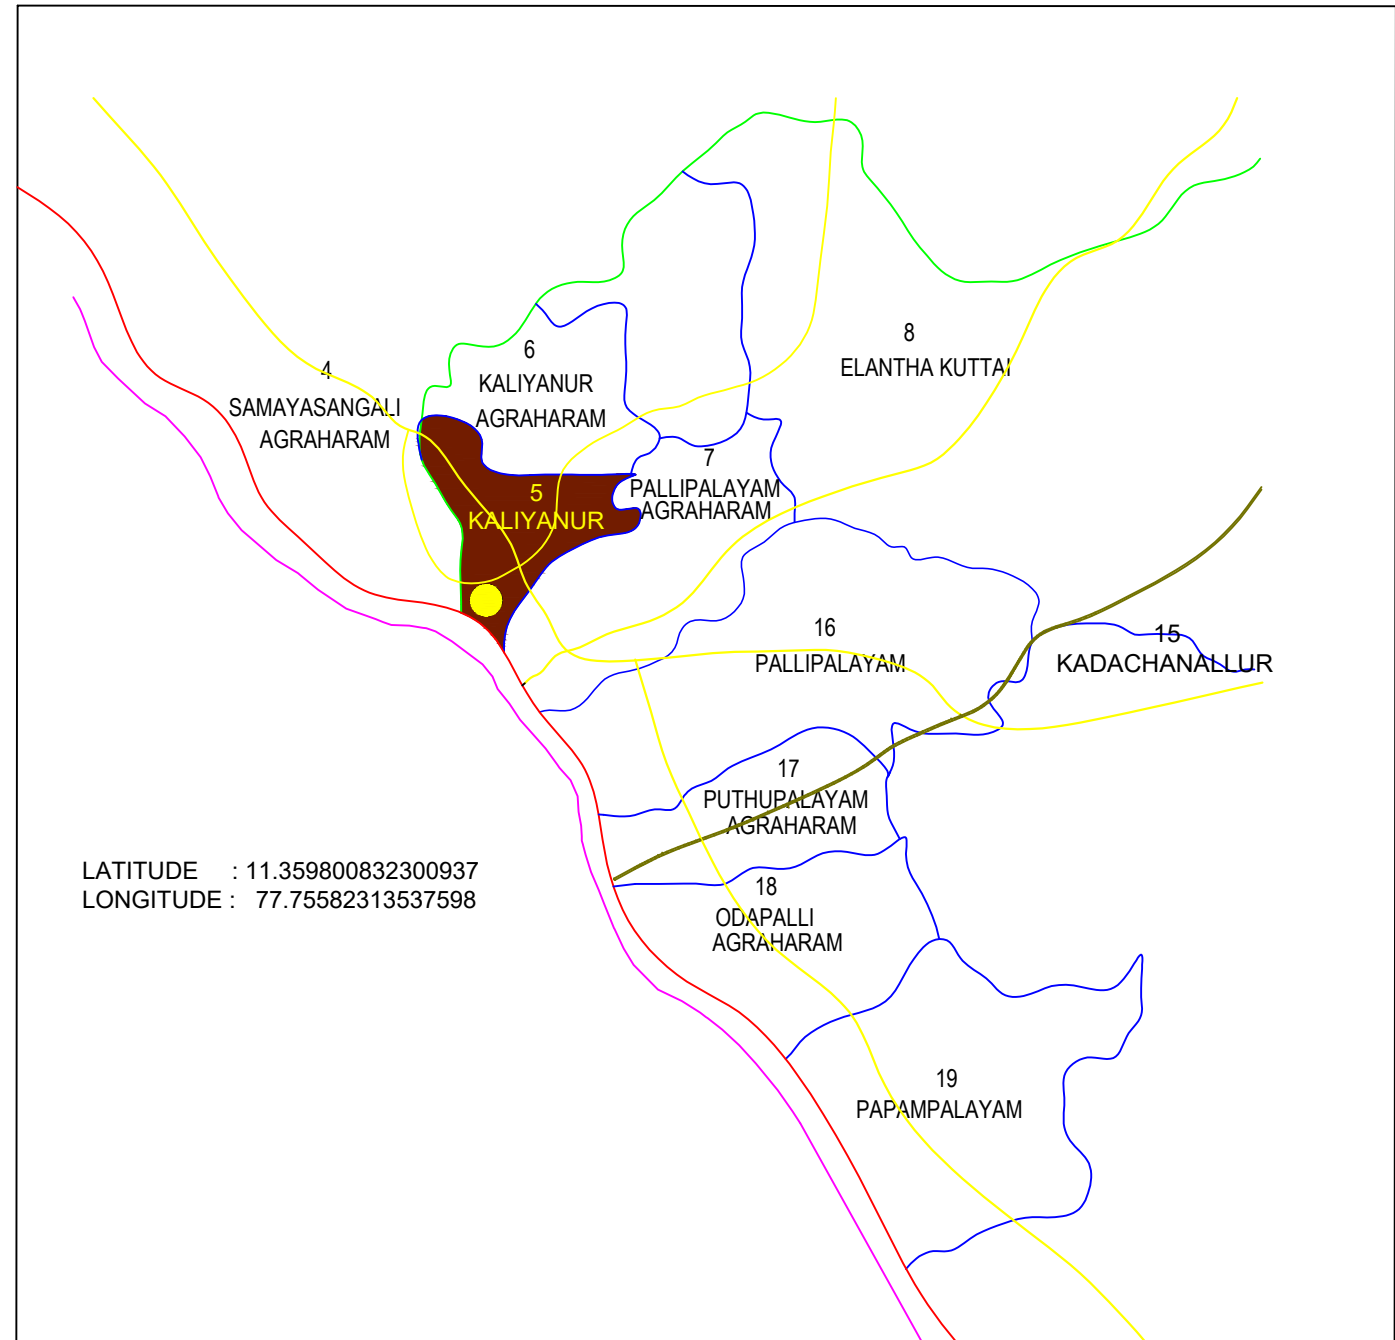 8
ELANTHA KUTTAI
6
KALIYANUR
AGRAHARAM
4
SAMAYASANGALI
AGRAHARAM
7
PALLIPALAYAM
AGRAHARAM
5
KALIYANUR
16
PALLIPALAYAM
15
KADACHANALLUR
17
PUTHUPALAYAM
AGRAHARAM
LATITUDE : 11.359800832300937
LONGITUDE : 77.75582313537598
18
ODAPALLI
AGRAHARAM
19
PAPAMPALAYAM